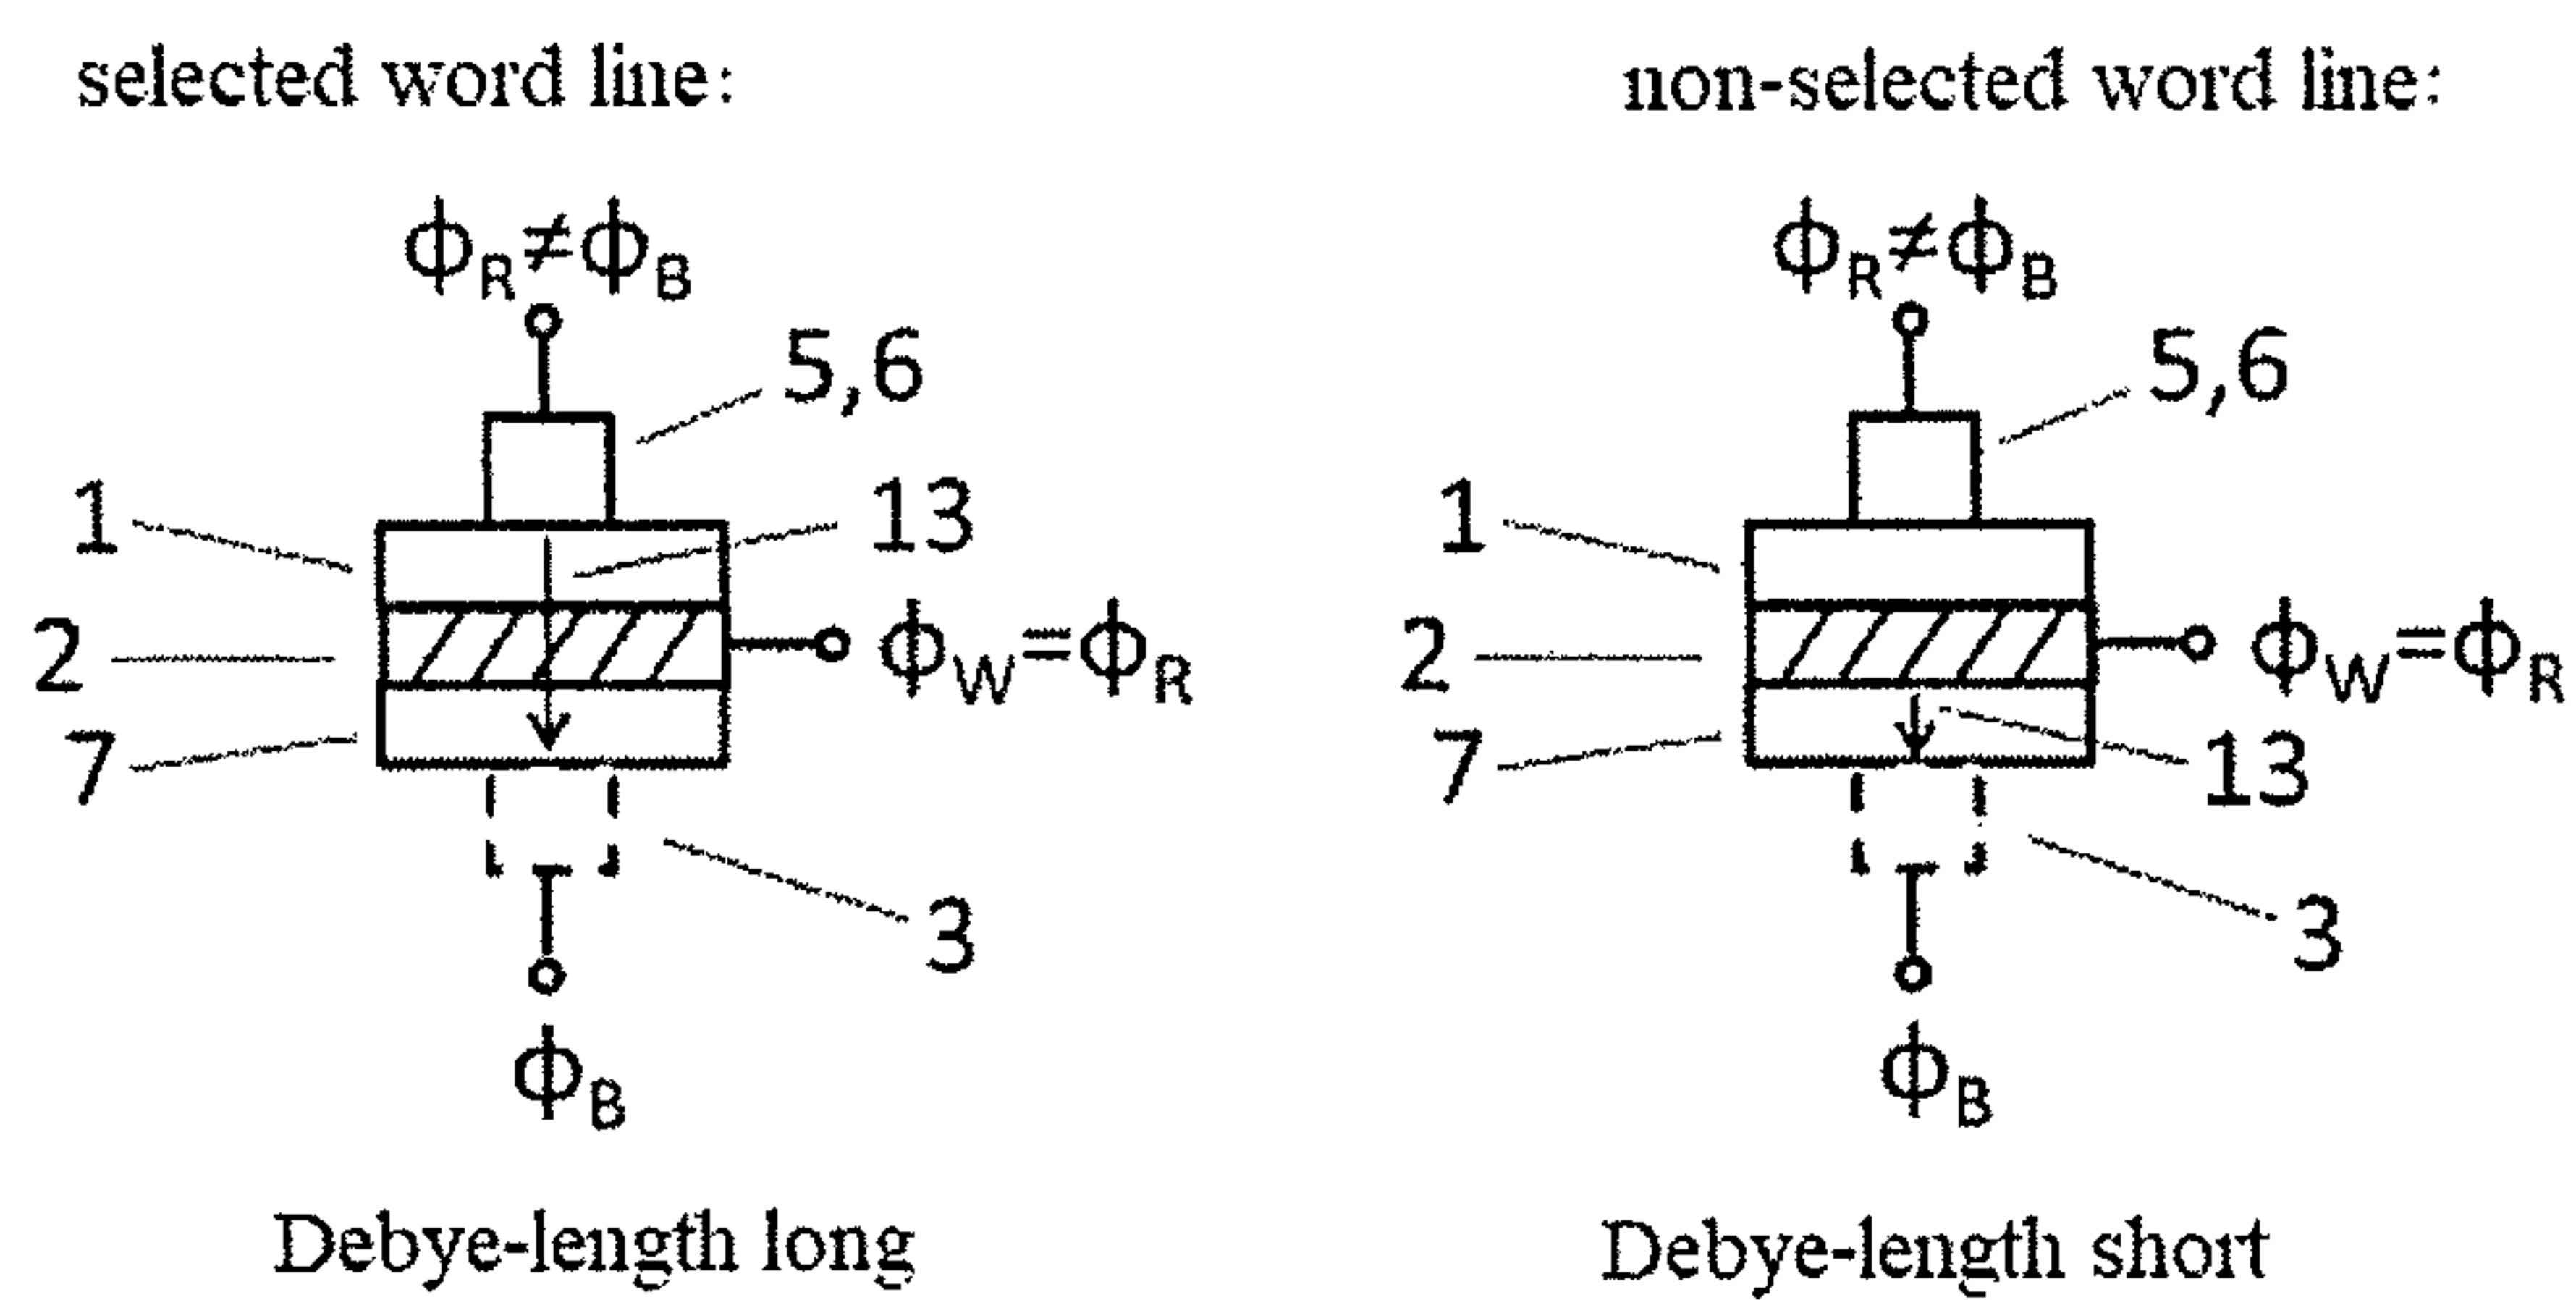 selected word line:
non-selected word line:
ϕR≠ϕB
ϕR≠ϕB
5,6
5,6
1
13
1
2
ϕW=ϕR
2
ϕW=ϕR
7
7
13
3
3
ϕB
ϕB
Debye-length long
Debye-length short